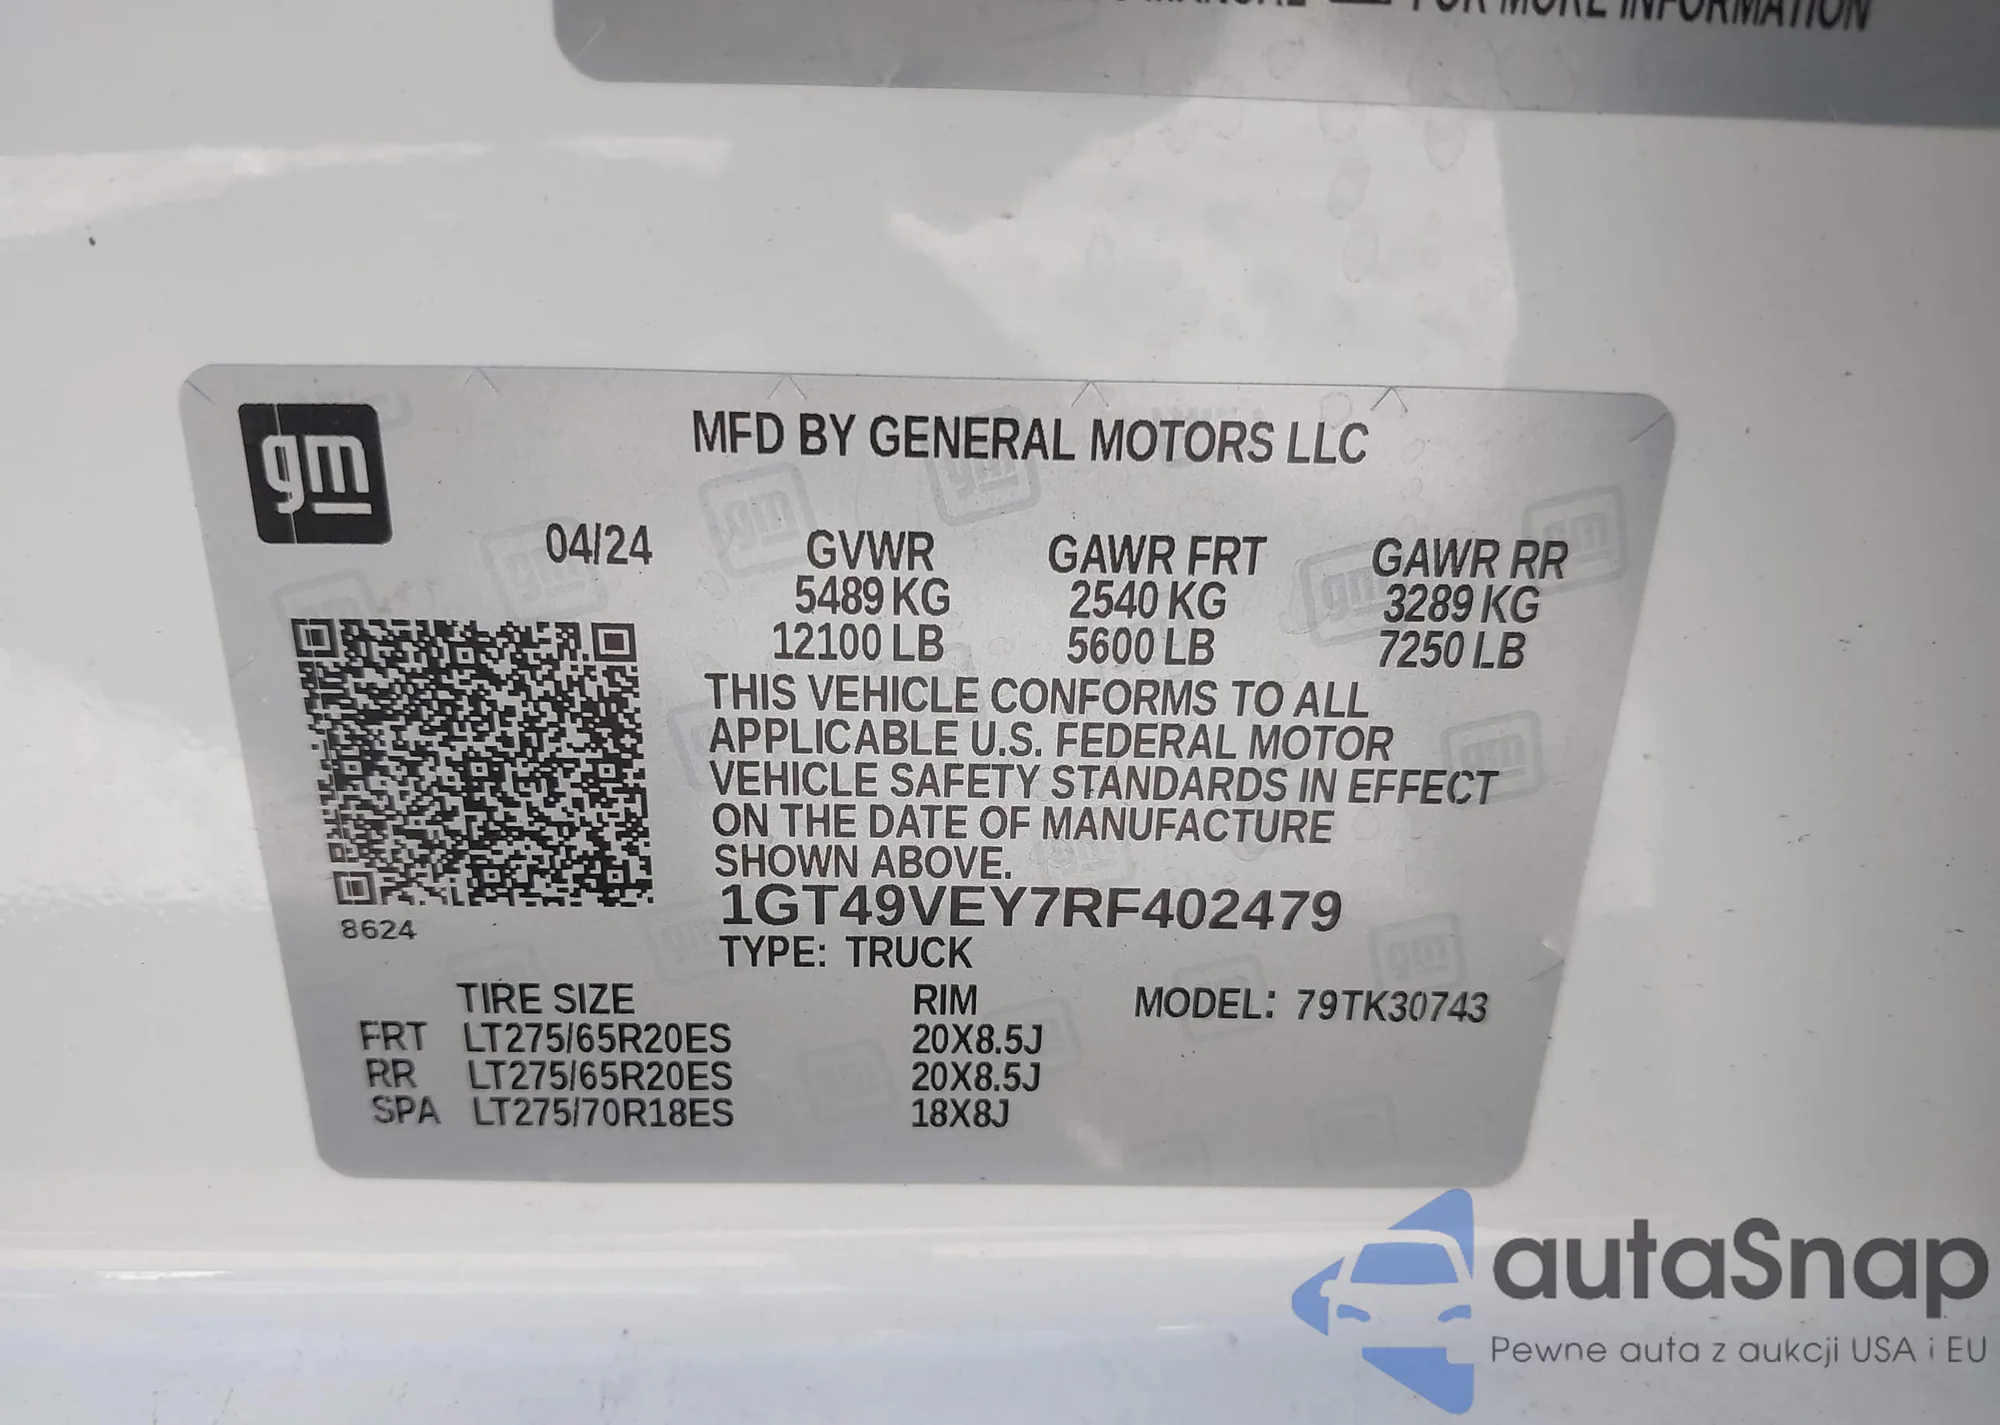 MANUAL FOR MORE INFORMATION
gm
MFD BY GENERAL MOTORS LLC
04/24 GVWR GAWR FRT GAWR RR
5489 KG 2540 KG 3289 KG
12100 LB 5600 LB 7250 LB
THIS VEHICLE CONFORMS TO ALL
APPLICABLE U.S. FEDERAL MOTOR
VEHICLE SAFETY STANDARDS IN EFFECT
ON THE DATE OF MANUFACTURE
SHOWN ABOVE.
1GT49VEY7RF402479
8624
TYPE: TRUCK
TIRE SIZE RIM MODEL: 79TK30743
FRT LT275/65R20ES 20X8.5J
RR LT275/65R20ES 20X8.5J
SPA LT275/70R18ES 18X8J
autaSnap
Pewne auta z aukcji USA i EU